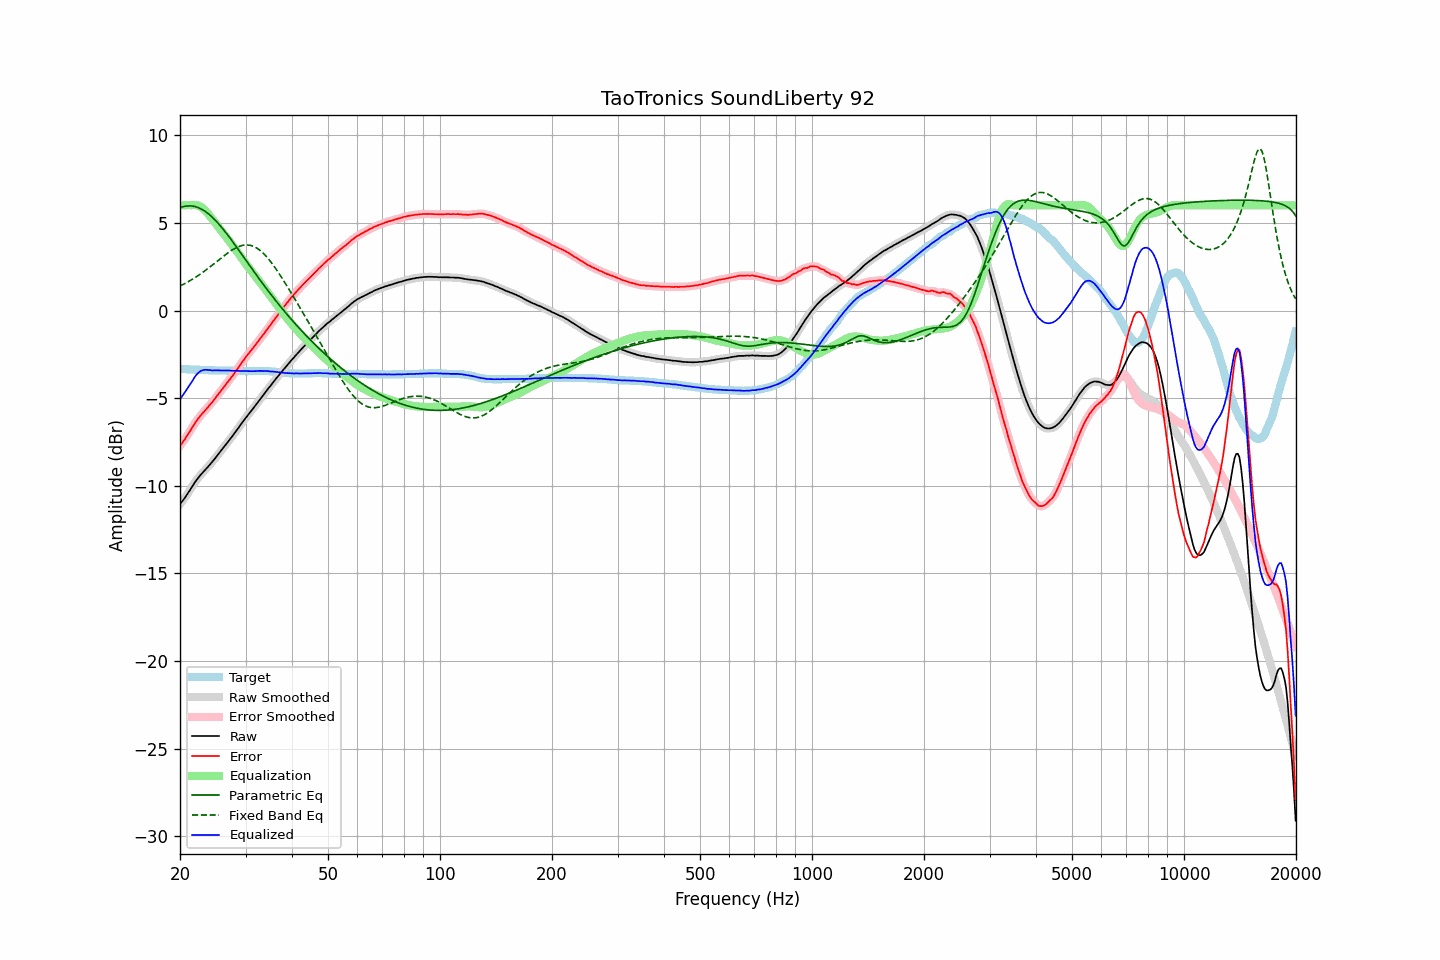 TaoTronics SoundLiberty 92
Amplitude (dBr)
10
5
0
−5
−10
−15
−20
−25
−30
Target
Raw Smoothed
Error Smoothed
Raw
Error
Equalization
Parametric Eq
Fixed Band Eq
Equalized
20 50 100 200 500 1000 2000 5000 10000 20000
Frequency (Hz)